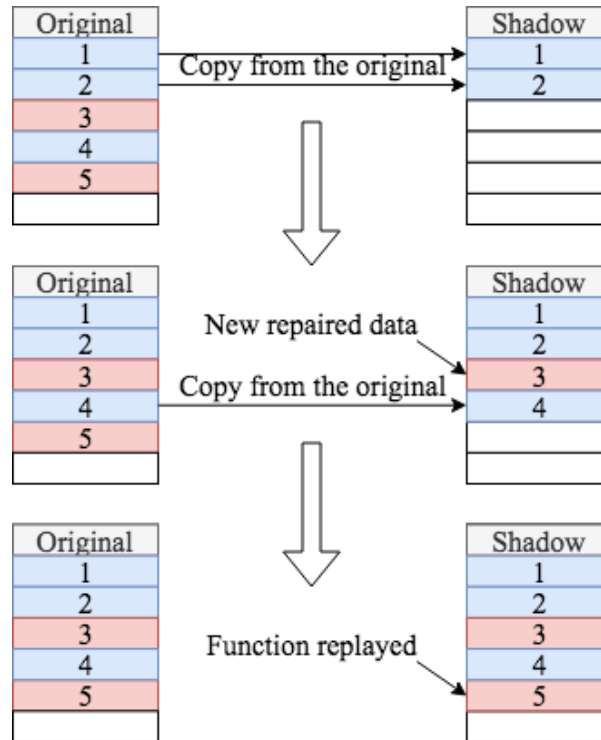 Original Shadow
1 1
Copy from the original
2 2
3
4
5
Original Shadow
1 1
New repaired data
2 2
3 3
Copy from the original
4 4
5
Original Shadow
1 1
2 2
3 3
Function replayed
4 4
5 5